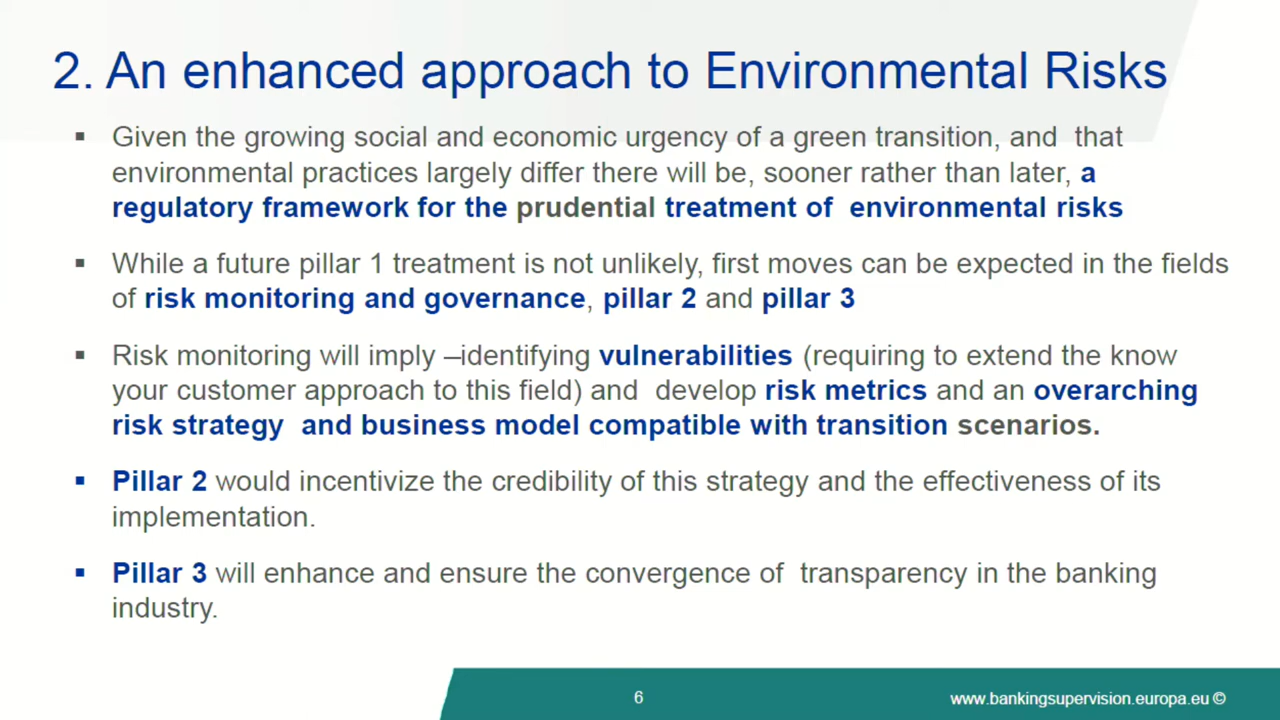 2. An enhanced approach to Environmental Risks
▪ Given the growing social and economic urgency of a green transition, and that
environmental practices largely differ there will be, sooner rather than later, a
regulatory framework for the prudential treatment of environmental risks
▪ While a future pillar 1 treatment is not unlikely, first moves can be expected in the fields
of risk monitoring and governance, pillar 2 and pillar 3
▪ Risk monitoring will imply –identifying vulnerabilities (requiring to extend the know
your customer approach to this field) and develop risk metrics and an overarching
risk strategy and business model compatible with transition scenarios.
▪ Pillar 2 would incentivize the credibility of this strategy and the effectiveness of its
implementation.
▪ Pillar 3 will enhance and ensure the convergence of transparency in the banking
industry.
6
www.bankingsupervision.europa.eu ©